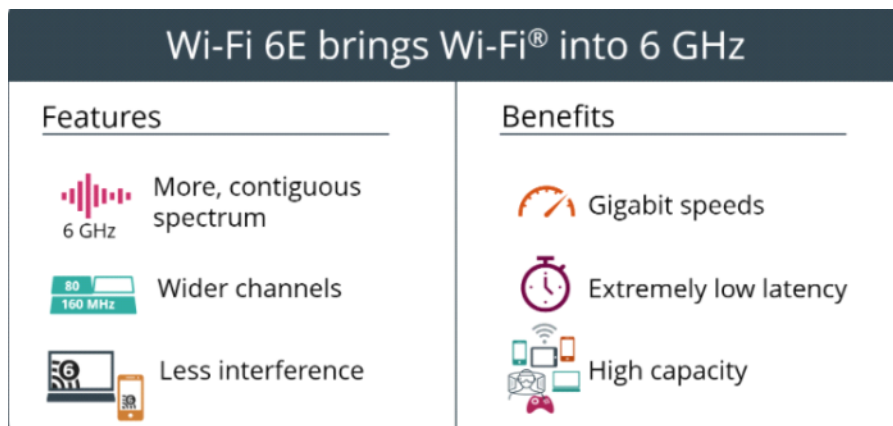 Wi-Fi 6E brings Wi-Fi® into 6 GHz
Features
6 GHz
More, contiguous
spectrum
80
160 MHz
Wider channels
6
6
Less interference
Benefits
Gigabit speeds
Extremely low latency
High capacity